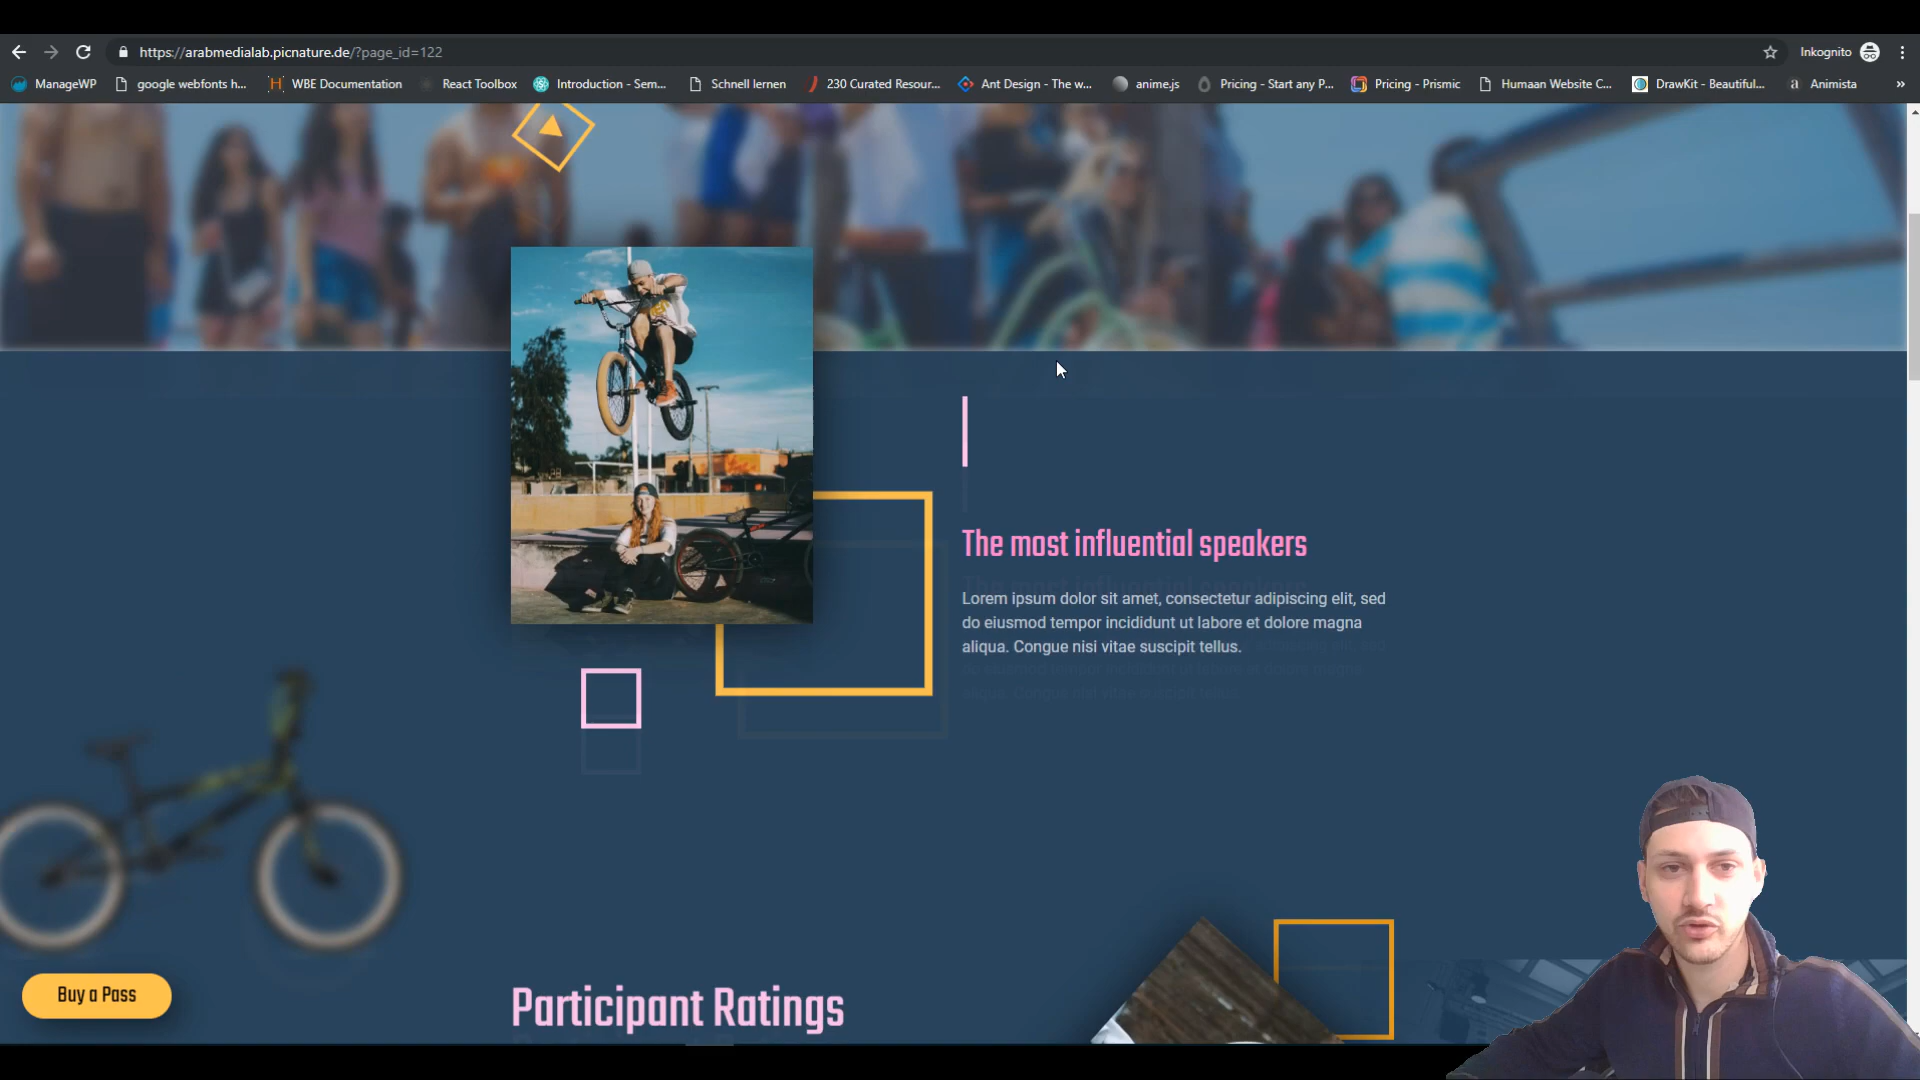 https://arabmedialab.picnature.de/?page_id=122
Inkognito
ManageWP
google webfonts h...
WBE Documentation
React Toolbox
Introduction - Sem...
Schnell lernen
230 Curated Resour...
Ant Design - The w...
anime.js
Pricing - Start any P...
Pricing - Prismic
Humaan Website C...
DrawKit - Beautiful...
a Animista
»
The most influential speakers
Lorem ipsum dolor sit amet, consectetur adipiscing elit, sed
do eiusmod tempor incididunt ut labore et dolore magna
aliqua. Congue nisi vitae suscipit tellus.
Buy a Pass
Participant Ratings